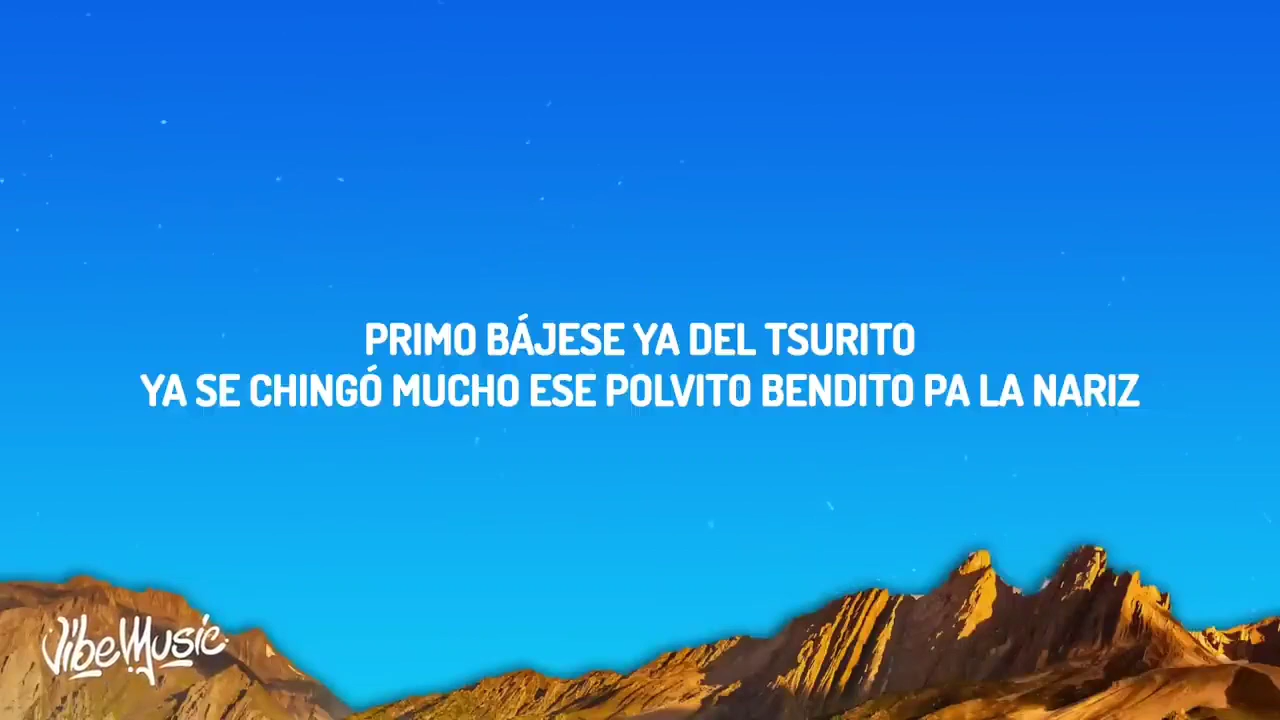 PRIMO BÁJESE YA DEL TSURITO
YA SE CHINGÓ MUCHO ESE POLVITO BENDITO PA LA NARIZ
VibeMusic